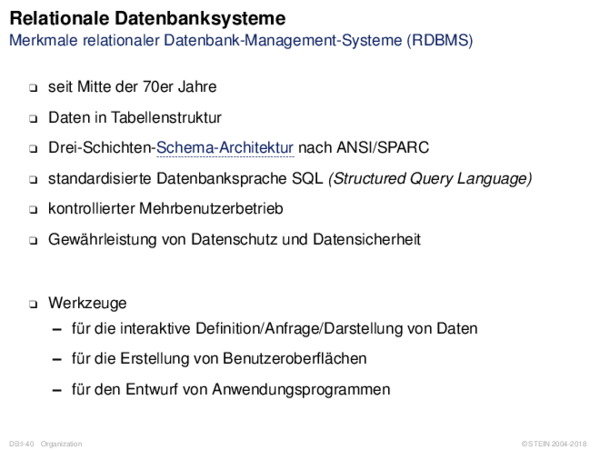 Relationale Datenbanksysteme
Merkmale relationaler Datenbank-Management-Systeme (RDBMS)
❑ seit Mitte der 70er Jahre
❑ Daten in Tabellenstruktur
❑ Drei-Schichten-Schema-Architektur nach ANSI/SPARC
❑ standardisierte Datenbanksprache SQL (Structured Query Language)
❑ kontrollierter Mehrbenutzerbetrieb
❑ Gewährleistung von Datenschutz und Datensicherheit
❑ Werkzeuge
– für die interaktive Definition/Anfrage/Darstellung von Daten
– für die Erstellung von Benutzeroberflächen
– für den Entwurf von Anwendungsprogrammen
DB:I-40 Organization © STEIN 2004-2018